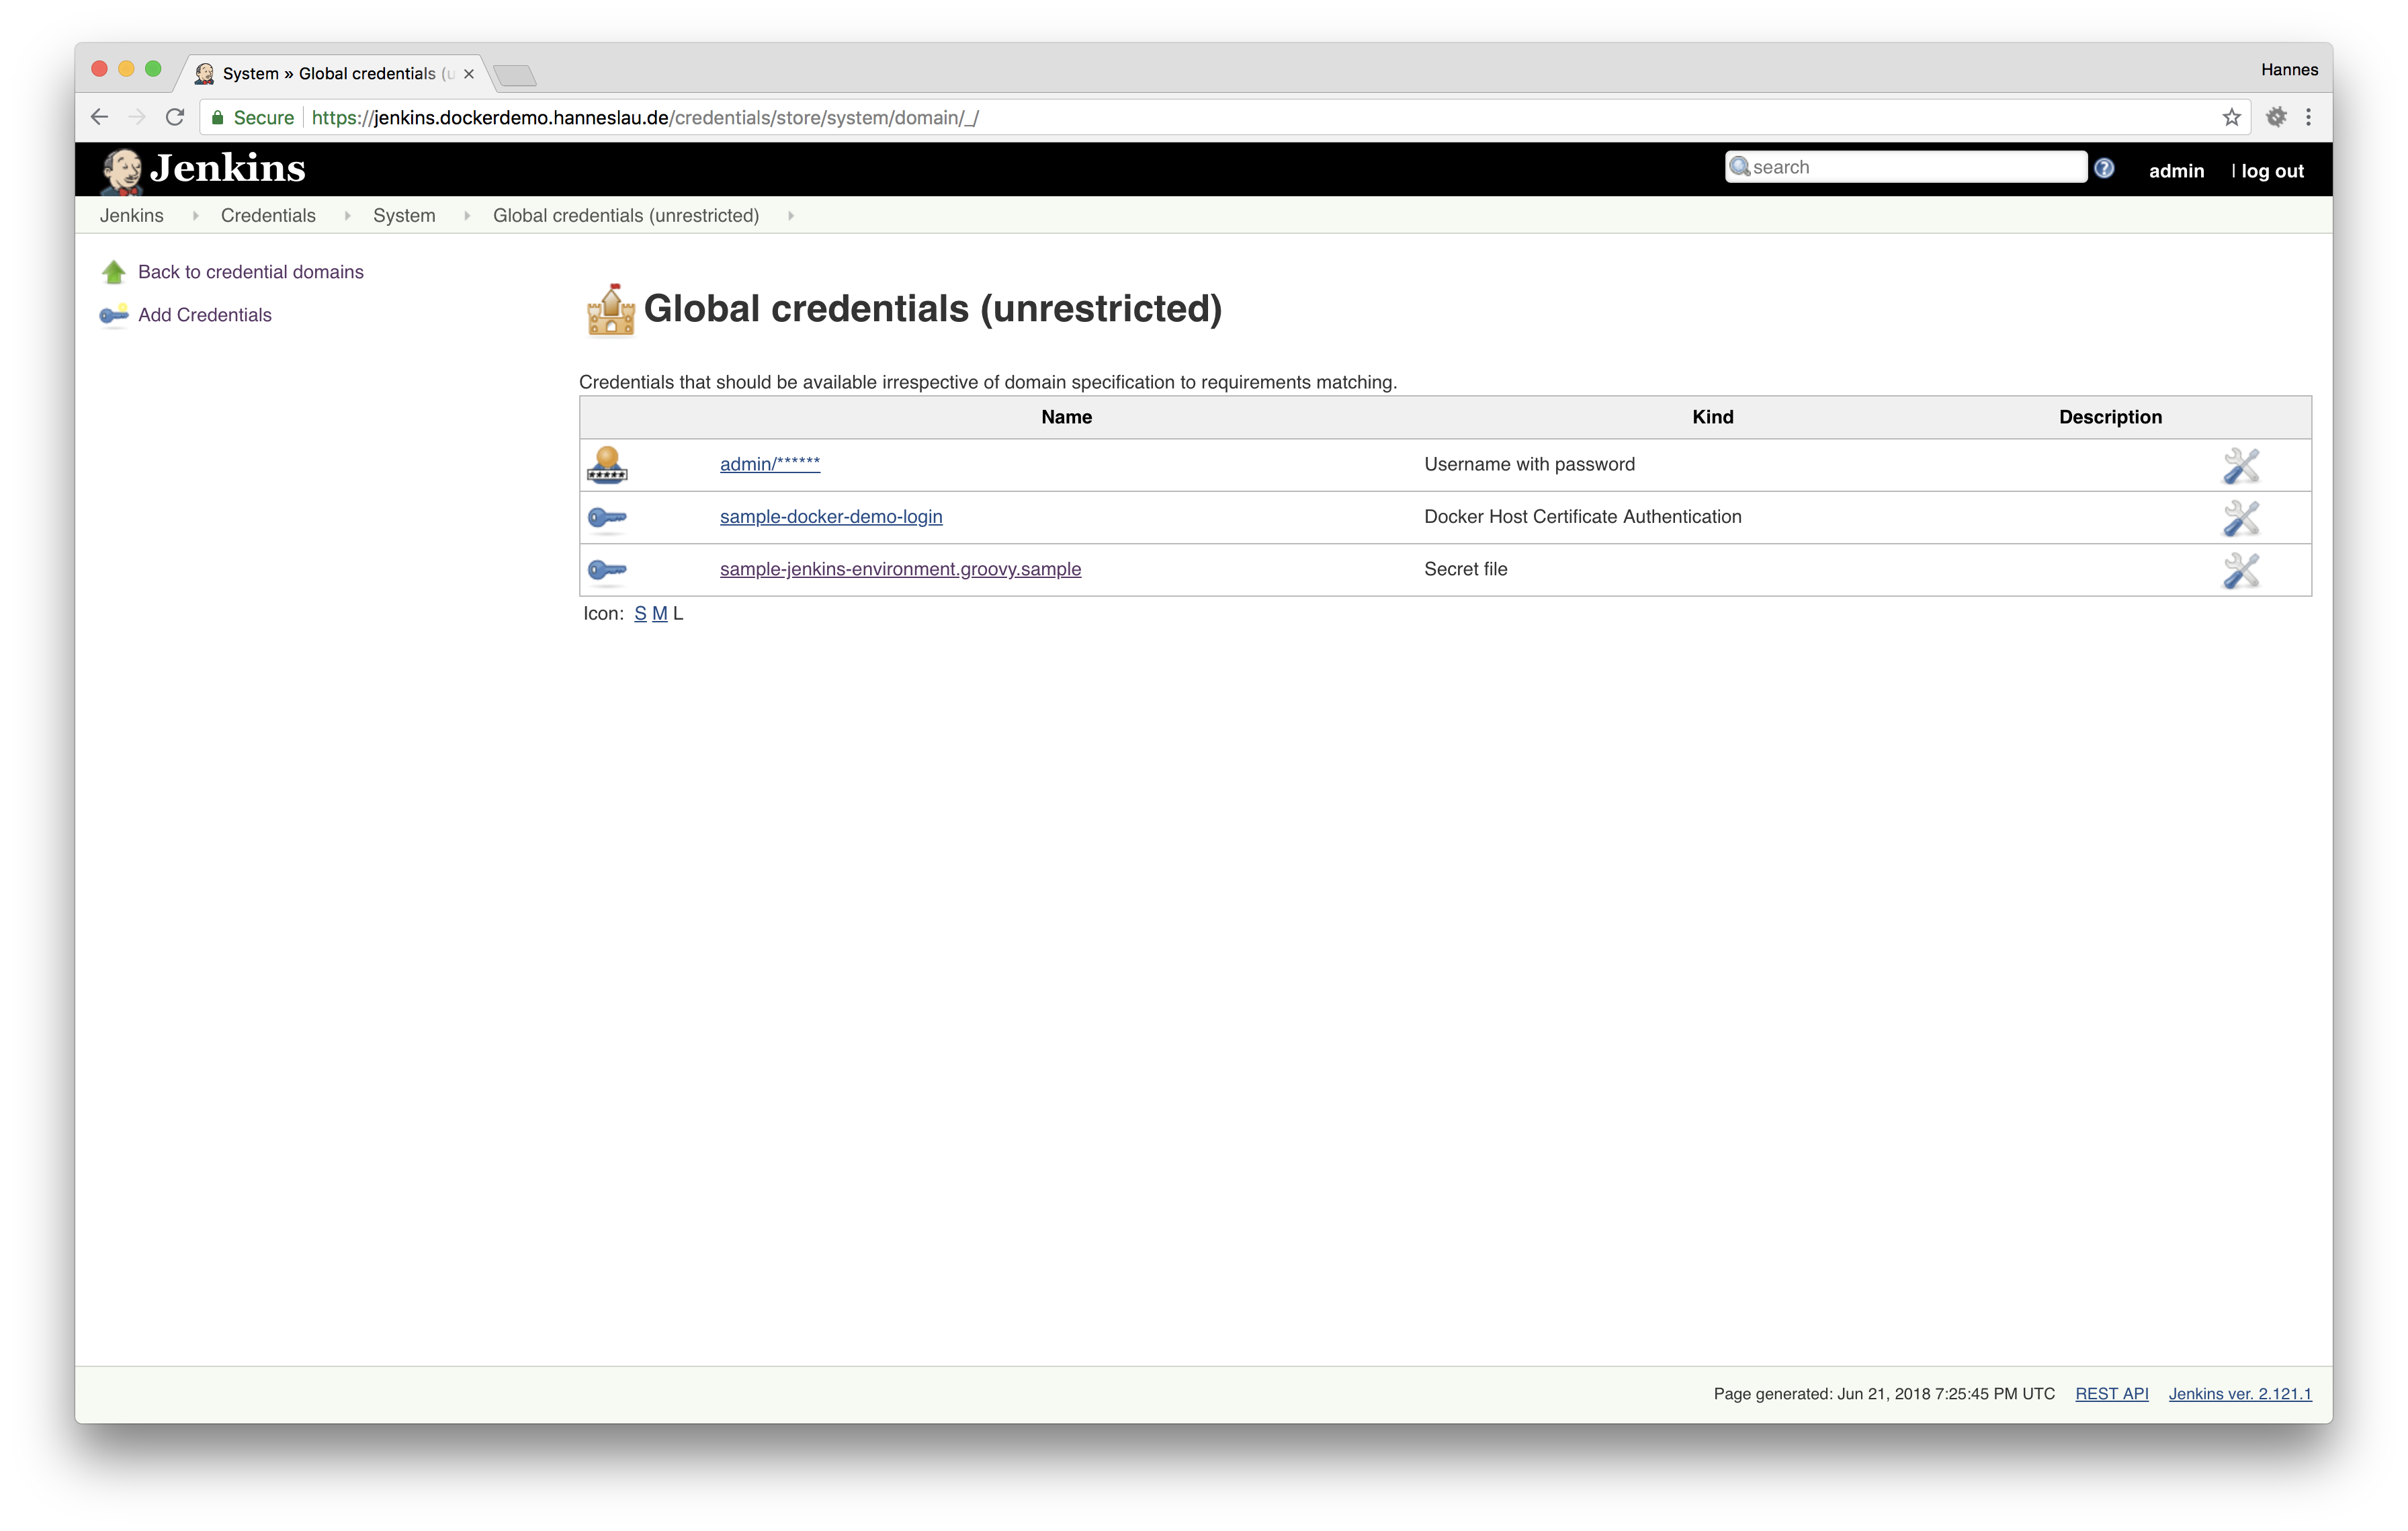 System » Global credentials (u
Hannes
Secure https://jenkins.dockerdemo.hanneslau.de/credentials/store/system/domain/_/
Jenkins search admin | log out
Jenkins Credentials System Global credentials (unrestricted)
Back to credential domains
Add Credentials
Global credentials (unrestricted)
Credentials that should be available irrespective of domain specification to requirements matching.
Name Kind Description
admin/****** Username with password
sample-docker-demo-login Docker Host Certificate Authentication
sample-jenkins-environment.groovy.sample Secret file
Icon: S M L
Page generated: Jun 21, 2018 7:25:45 PM UTC REST API Jenkins ver. 2.121.1